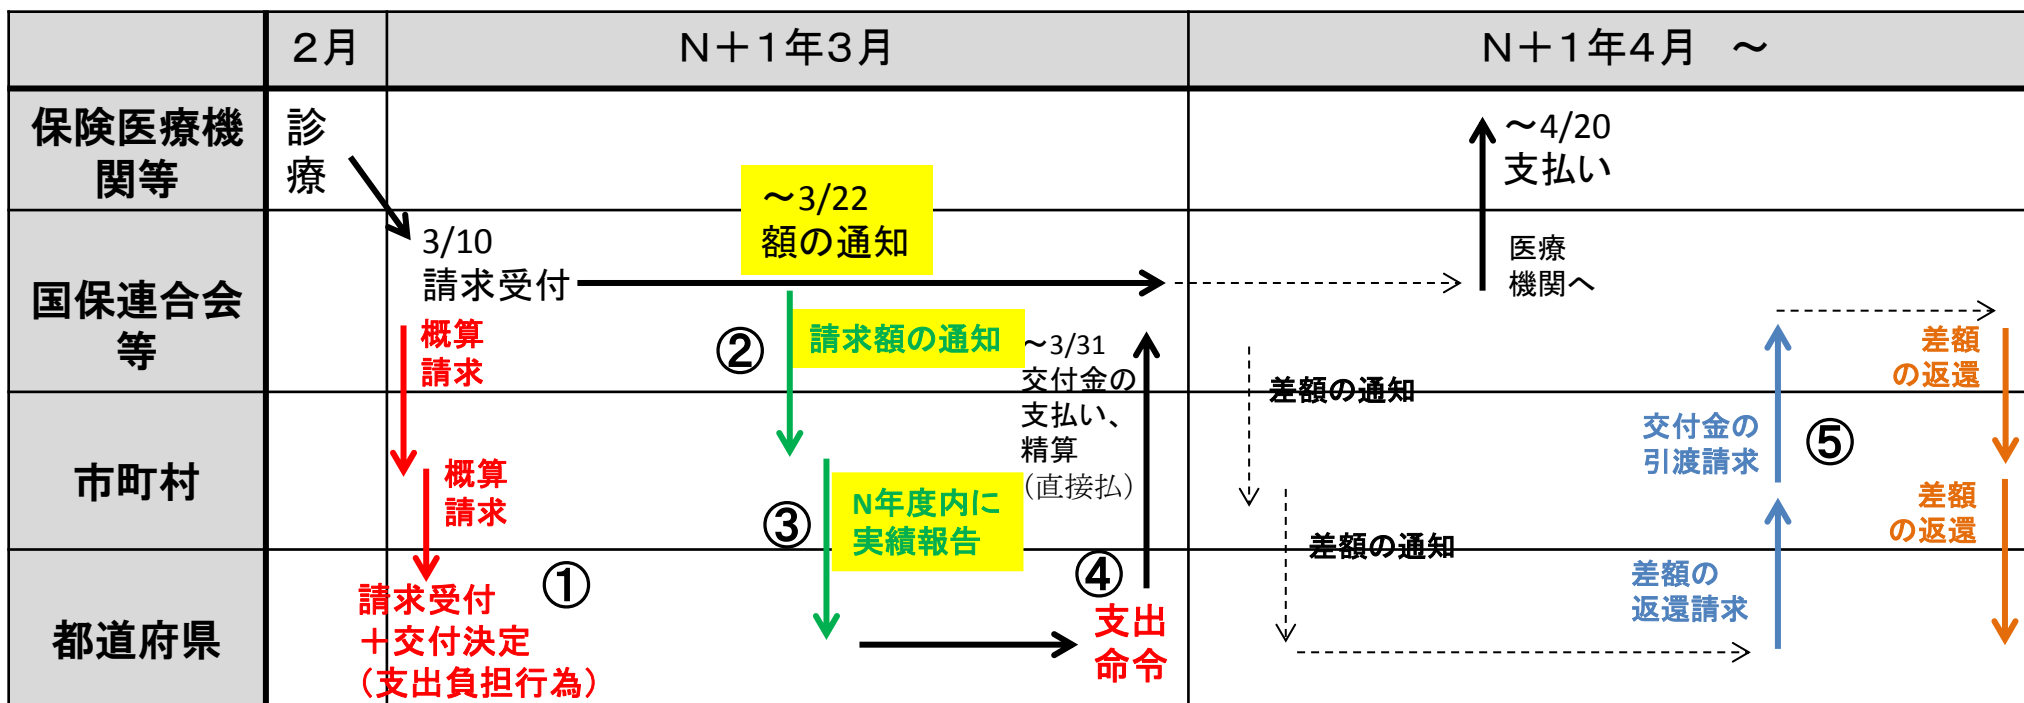 ２月
Ｎ＋１年３月
Ｎ＋１年４月　～
保険医療機
関等
診
療
～3/22
額の通知
～4/20
支払い
国保連合会
等
3/10
請求受付
医療
機関へ
概算
請求
②
請求額の通知
～3/31
交付金の
支払い、
精算
（直接払）
差額の通知
差額
の返還
市町村
概算
請求
③
N年度内に
実績報告
交付金の
引渡請求
⑤
差額
の返還
差額の通知
都道府県
①
請求受付
＋交付決定
（支出負担行為）
④
支出
命令
差額の
返還請求